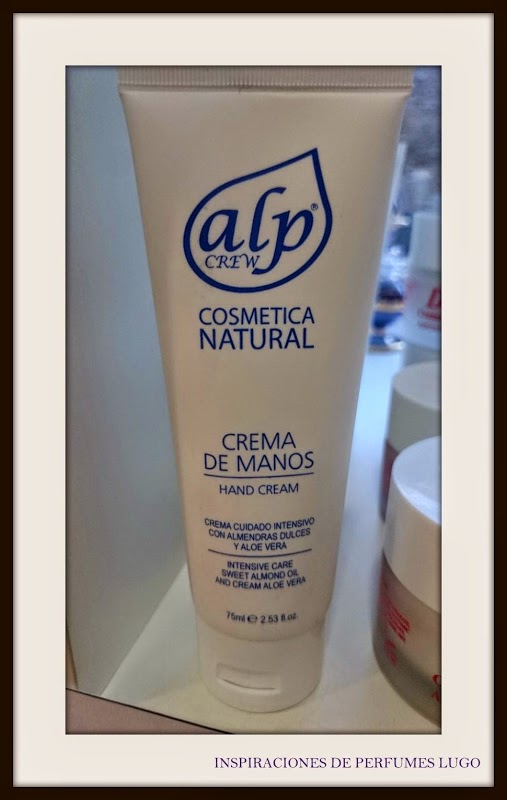 alp®
CREW
COSMETICA
NATURAL
CREMA
DE MANOS
HAND CREAM
CREMA CUIDADO INTENSIVO
CON ALMENDRAS DULCES
Y ALOE VERA
INTENSIVE CARE
SWEET ALMOND OIL
AND CREAM ALOE VERA
75ml ℮ 2.53 fl.oz.
INSPIRACIONES DE PERFUMES LUGO